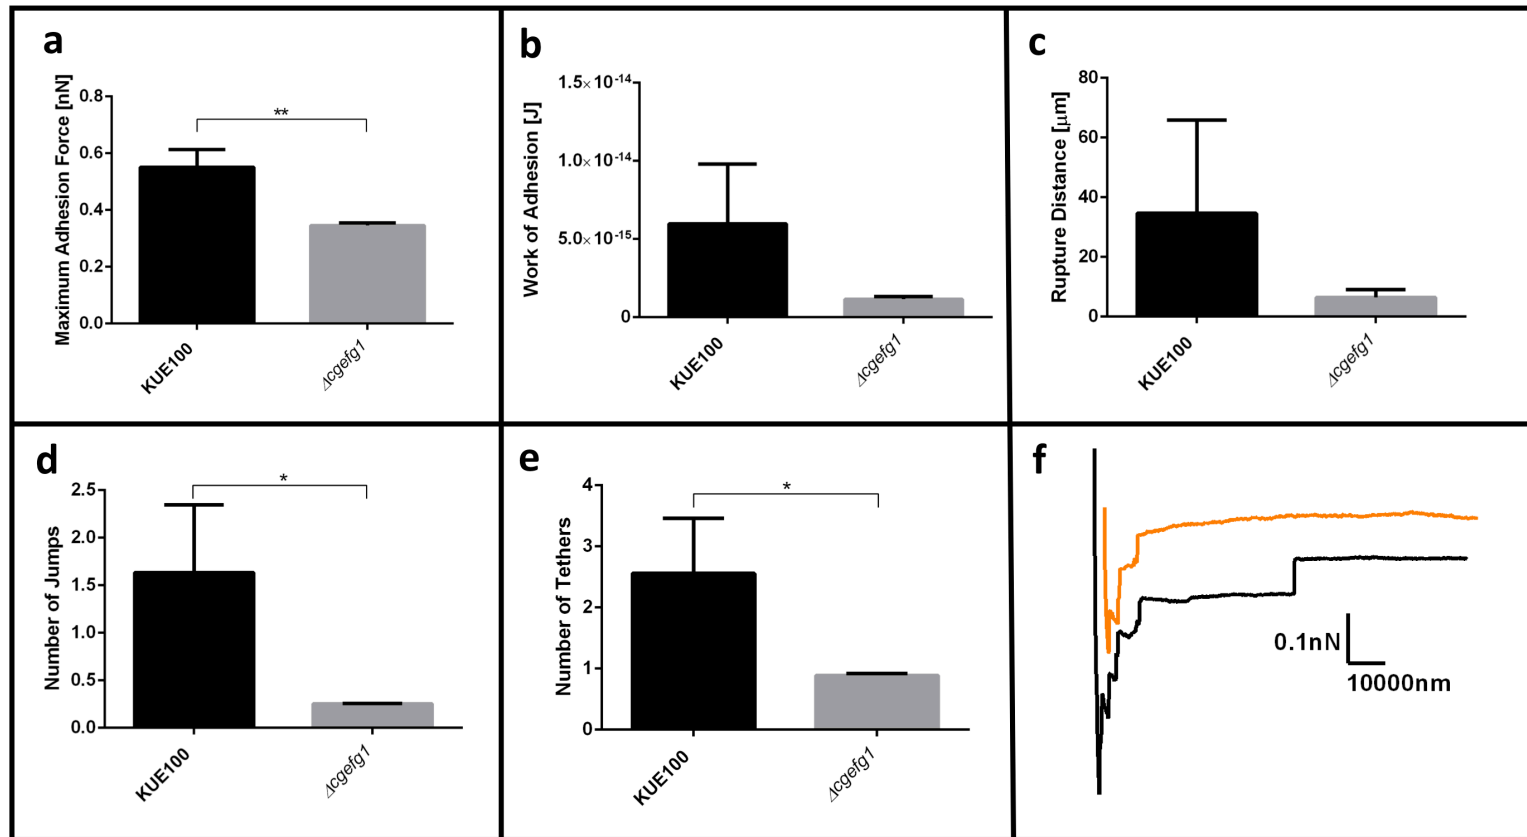 a
Maximum Adhesion Force [nN]
0.8
0.6
0.4
0.2
0.0
**
KUE100
Δcgefg1
b
Work of Adhesion [J]
1.5×10-14
1.0×10-14
5.0×10-15
0
KUE100
Δcgefg1
c
Rupture Distance [μm]
80
60
40
20
0
KUE100
Δcgefg1
d
Number of Jumps
2.5
2.0
1.5
1.0
0.5
0.0
*
KUE100
Δcgefg1
e
Number of Tethers
4
3
2
1
0
*
KUE100
Δcgefg1
f
0.1nN
10000nm